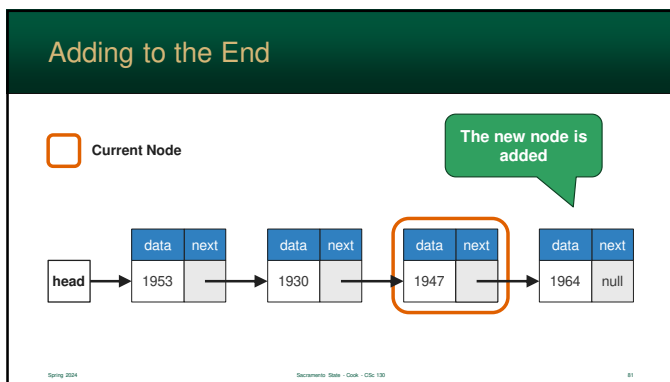 Adding to the End
Current Node
The new node is
added
data next data next data next data next
head 1953 1930 1947 1964 null
Spring 2024 Sacramento State - Cook - CSc 130 81